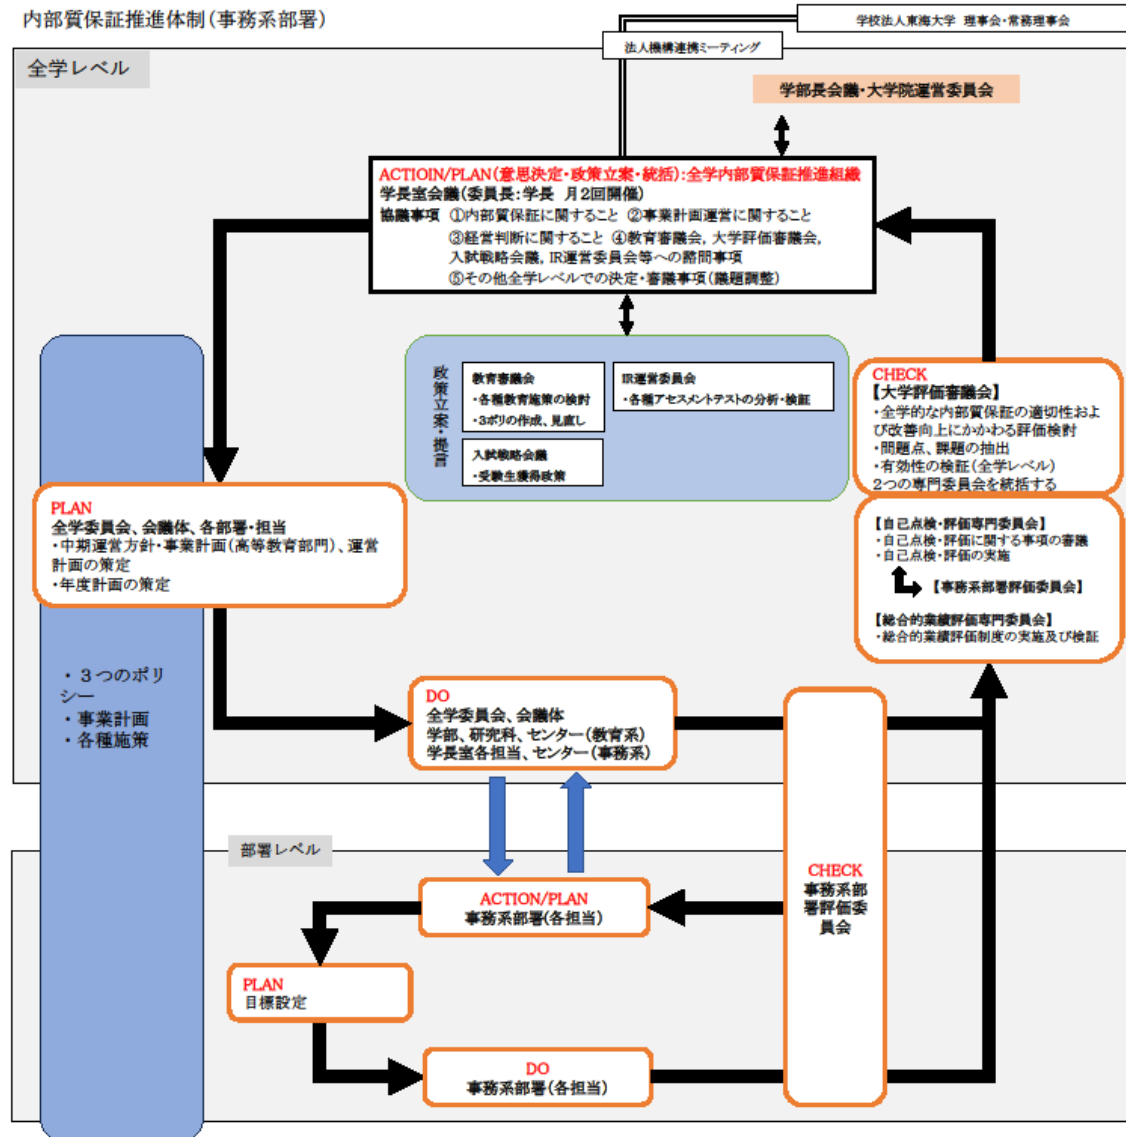 内部質保証推進体制(事務系部署)
学校法人東海大学 理事会・常務理事会
法人機構連携ミーティング
全学レベル
学部長会議・大学院運営委員会
ACTIOIN/PLAN(意思決定・政策立案・統括):全学内部質保証推進組織
学長室会議(委員長:学長 月2回開催)
協議事項 ①内部質保証に関すること ②事業計画運営に関すること
③経営判断に関すること ④教育審議会, 大学評価審議会,
入試戦略会議, IR運営委員会等への諮問事項
⑤その他全学レベルでの決定・審議事項(議題調整)
政策立案・提言
教育審議会
・各種教育施策の検討
・3ポリの作成、見直し
IR運営委員会
・各種アセスメントテストの分析・検証
入試戦略会議
・受験生獲得政策
CHECK
【大学評価審議会】
・全学的な内部質保証の適切性およ
び改善向上にかかわる評価検討
・問題点、課題の抽出
・有効性の検証(全学レベル)
2つの専門委員会を統括する
【自己点検・評価専門委員会】
・自己点検・評価に関する事項の審議
・自己点検・評価の実施
【事務系部署評価委員会】
【総合的業績評価専門委員会】
・総合的業績評価制度の実施及び検証
PLAN
全学委員会、会議体、各部署・担当
・中期運営方針・事業計画(高等教育部門)、運営
計画の策定
・年度計画の策定
・３つのポリ
シー
・事業計画
・各種施策
DO
全学委員会、会議体
学部、研究科、センター(教育系)
学長室各担当、センター(事務系)
部署レベル
ACTION/PLAN
事務系部署(各担当)
CHECK
事務系部
署評価委
員会
PLAN
目標設定
DO
事務系部署(各担当)